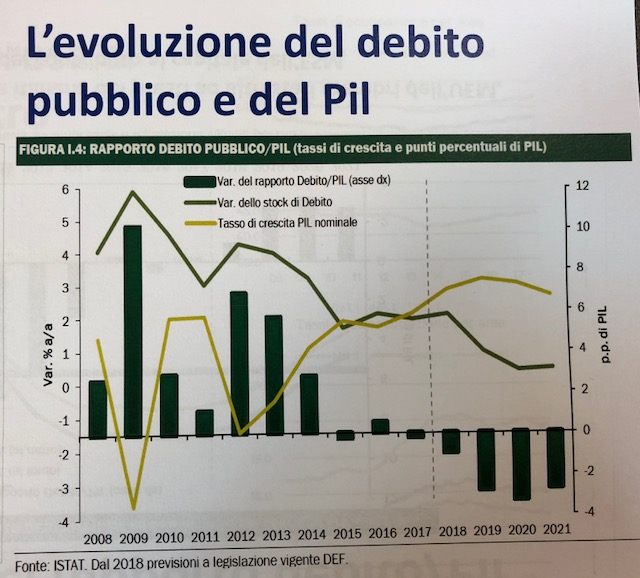 L'evoluzione del debito
pubblico e del Pil
FIGURA I.4: RAPPORTO DEBITO PUBBLICO/PIL (tassi di crescita e punti percentuali di PIL)
Var. del rapporto Debito/PIL (asse dx)
Var. dello stock di Debito
Tasso di crescita PIL nominale
Var. % a/a
6
5
4
3
2
1
0
-1
-2
-3
-4
p.p. di PIL
12
10
8
6
4
2
0
-2
-4
2008 2009 2010 2011 2012 2013 2014 2015 2016 2017 2018 2019 2020 2021
Fonte: ISTAT. Dal 2018 previsioni a legislazione vigente DEF.